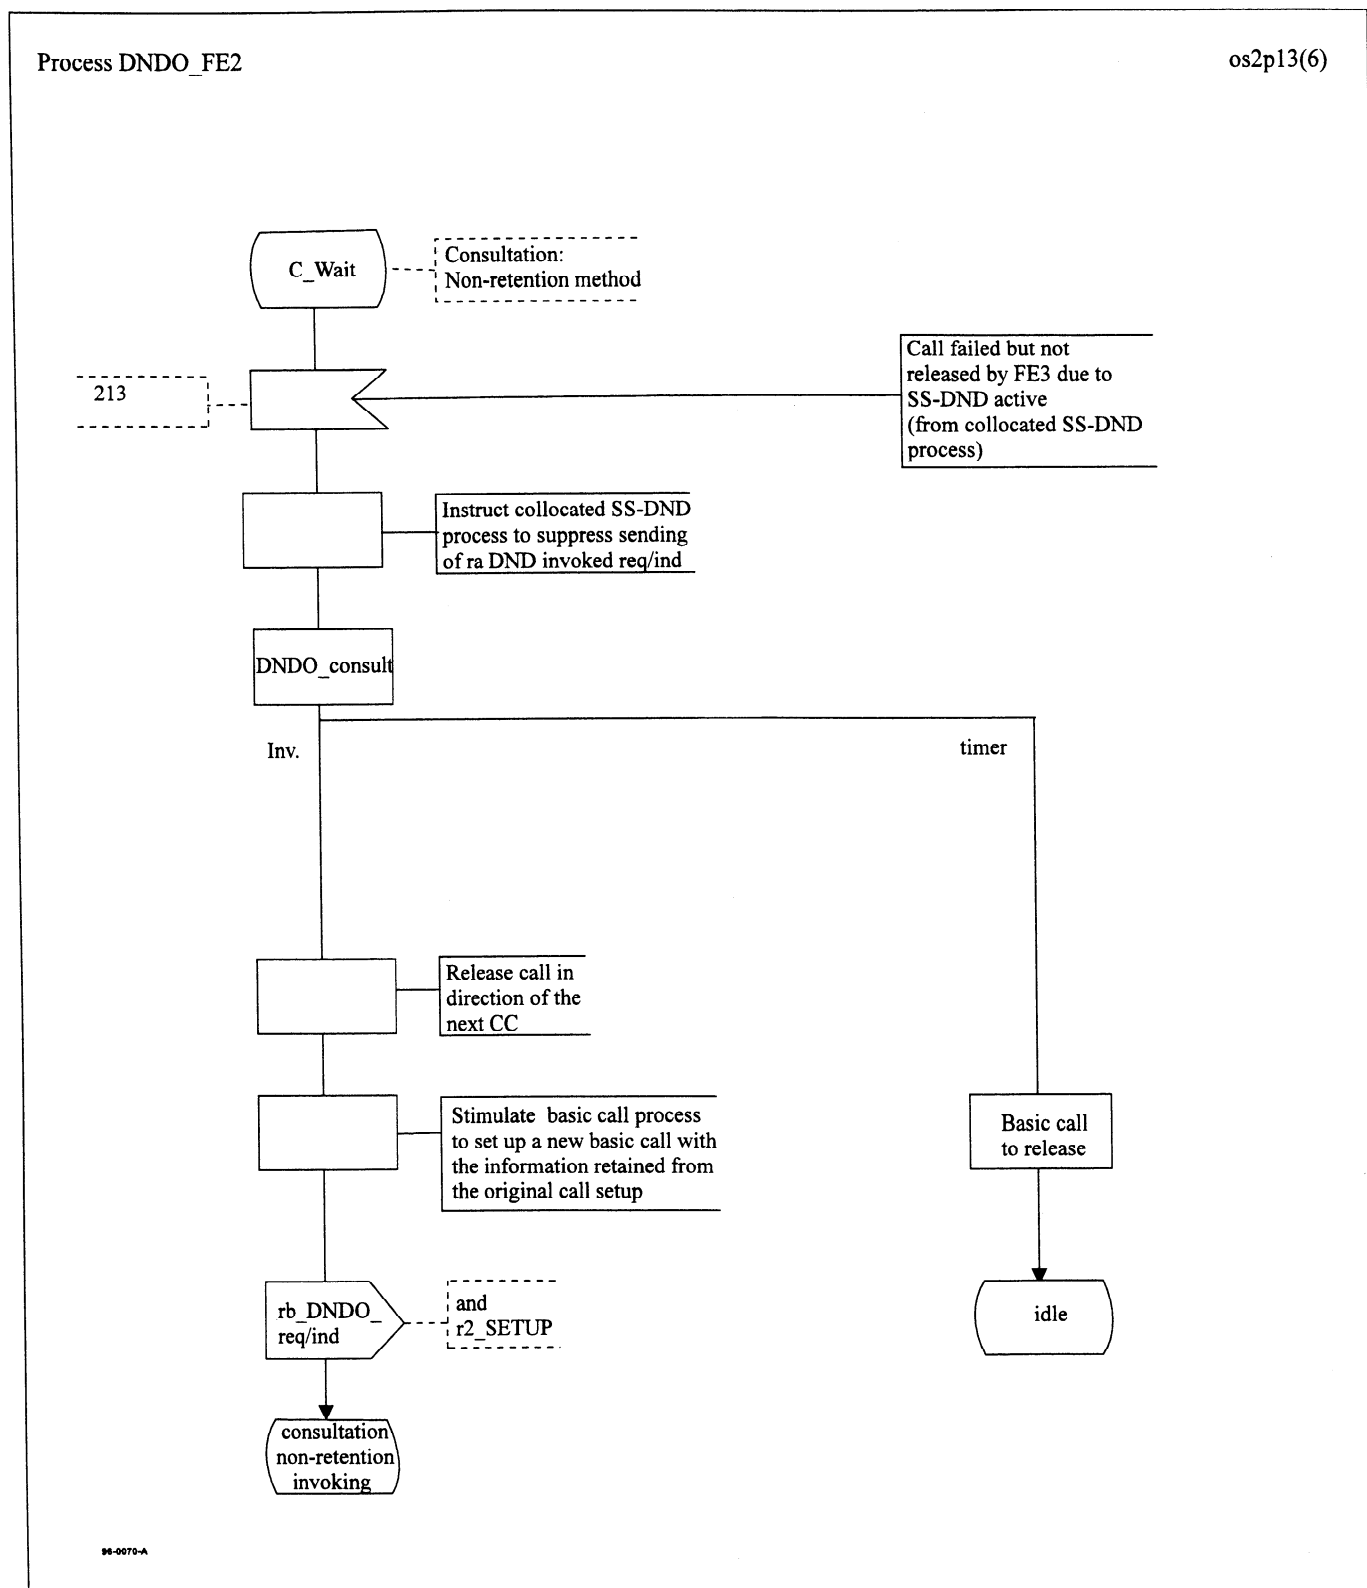 Process DNDO_FE2
os2p13(6)
C_Wait
Consultation:
Non-retention method
213
Call failed but not
released by FE3 due to
SS-DND active
(from collocated SS-DND
process)
Instruct collocated SS-DND
process to suppress sending
of ra DND invoked req/ind
DNDO_consult
Inv.
timer
Release call in
direction of the
next CC
Stimulate basic call process
to set up a new basic call with
the information retained from
the original call setup
Basic call
to release
rb_DNDO_
req/ind
and
r2_SETUP
idle
consultation
non-retention
invoking
96-0070-A